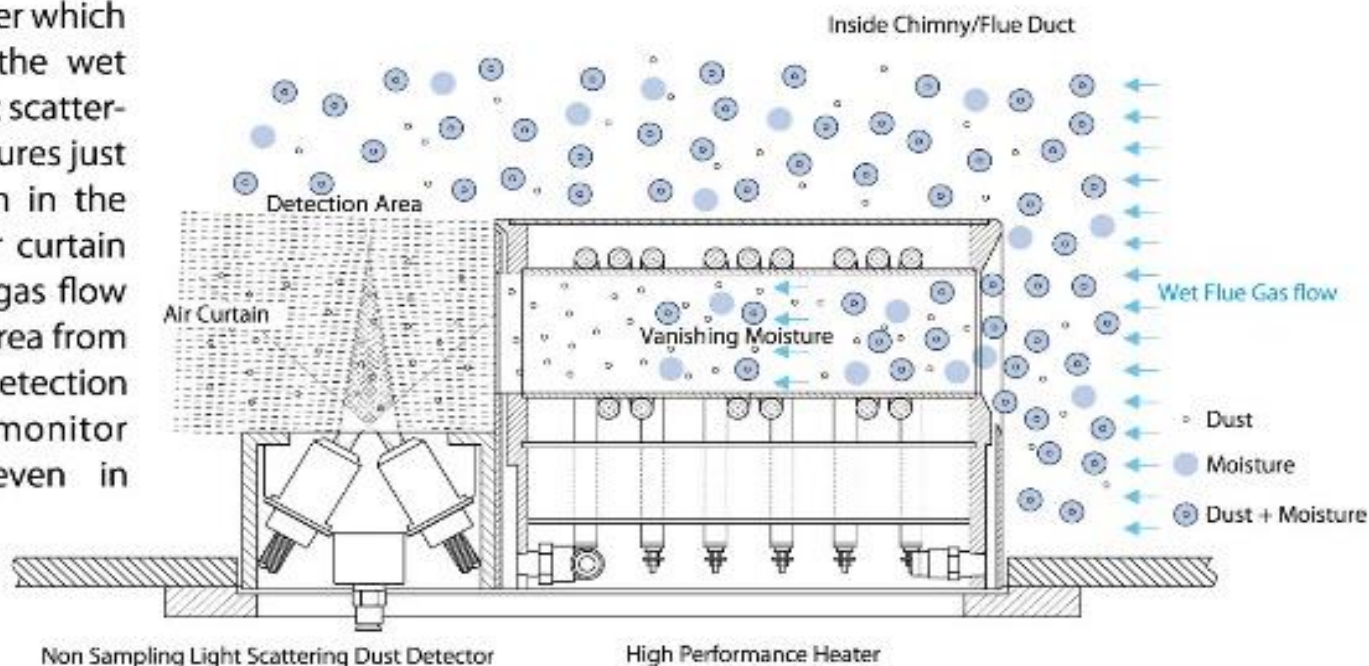 er which
the wet
scatter-
ures just
n in the
r curtain
gas flow
rea from
etection
monitor
even in
Inside Chimny/Flue Duct
Detection Area
Air Curtain
Vanishing Moisture
Wet Flue Gas flow
Dust
Moisture
Dust + Moisture
Non Sampling Light Scattering Dust Detector
High Performance Heater